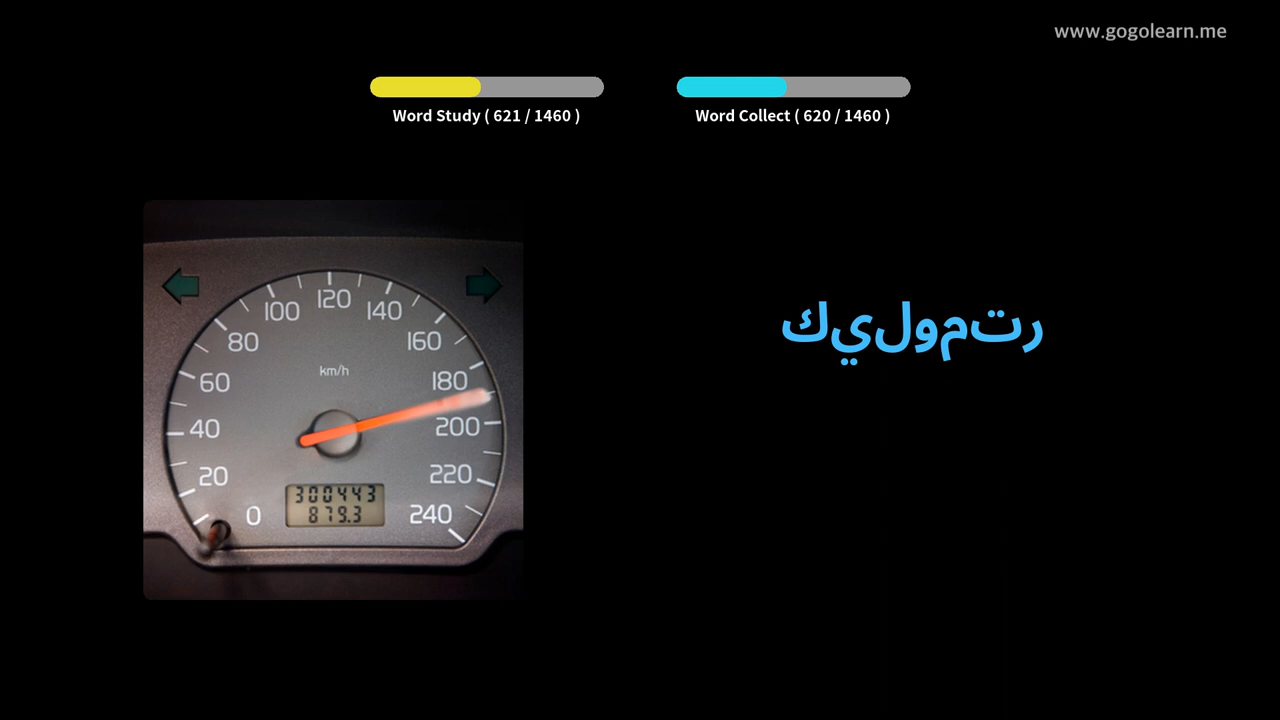 www.gogolearn.me
Word Study ( 621 / 1460 )
Word Collect ( 620 / 1460 )
رتموليك
100 120 140
80 160
km/h
60 180
40 200
20 220
300443
0 240
879.3